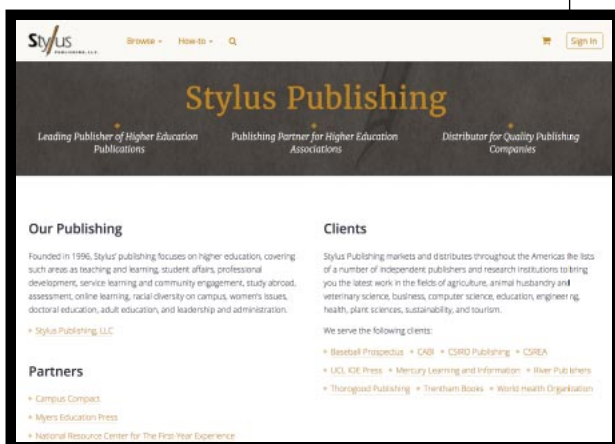 Stylus
PUBLISHING, LLC.
Browse
How-to
Sign In
Stylus Publishing
Leading Publisher of Higher Education
Publications
Publishing Partner for Higher Education
Associations
Distributor for Quality Publishing
Companies
Our Publishing
Founded in 1996, Stylus' publishing focuses on higher education, covering
such areas as teaching and learning, student affairs, professional
development, service learning and community engagement, study abroad,
assessment, online learning, racial diversity on campus, women's issues,
doctoral education, adult education, and leadership and administration.
Stylus Publishing, LLC
Partners
Campus Compact
Myers Education Press
National Resource Center for The First-Year Experience
Clients
Stylus Publishing markets and distributes throughout the Americas the lists
of a number of independent publishers and research institutions to bring
you the latest work in the fields of agriculture, animal husbandry and
veterinary science, business, computer science, education, engineering,
health, plant sciences, sustainability, and tourism.
We serve the following clients:
Baseball Prospectus + CABI + CSIRO Publishing + CSREA
UCL IOE Press + Mercury Learning and Information + River Publishers
Thorogood Publishing + Trentham Books + World Health Organization